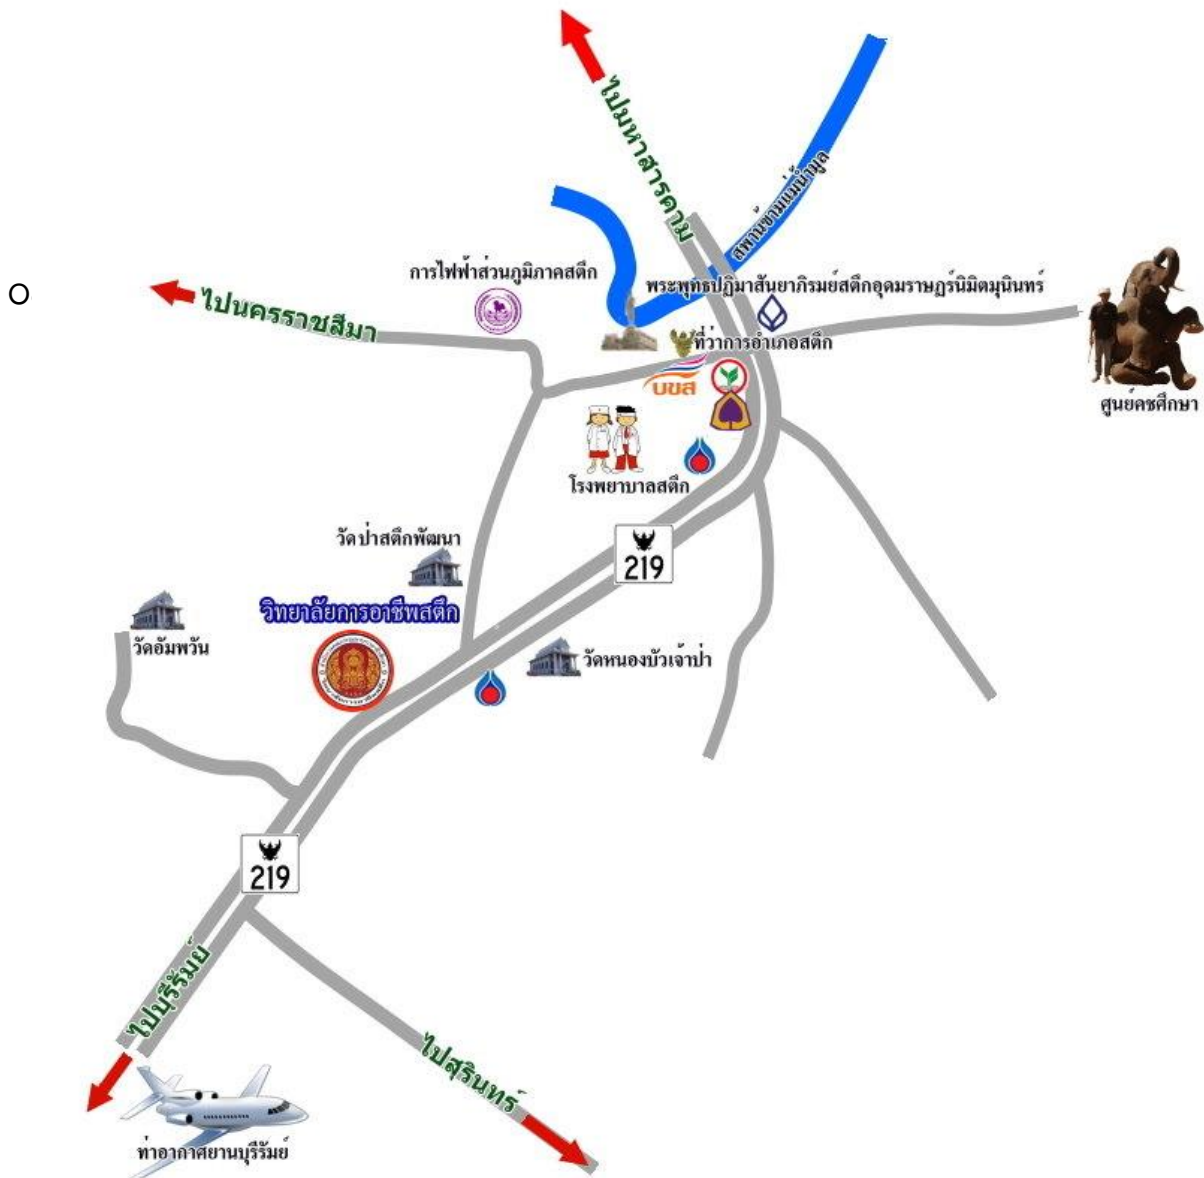 ไปมหาสารคาม
สพานข้ามแม่น้ำมูล
การไฟฟ้าส่วนภูมิภาคสตึก
O
ไปนครราชสีมา
พระพุทธปฏิมาสันยาภิรมย์สตึกอุดมราษฎร์นิมิตมุนินทร์
ที่ว่าการอำเภอสตึก
บขส
ศูนย์คชศึกษา
โรงพยาบาลสตึก
วัดป่าสตึกพัฒนา
219
วิทยาลัยการอาชีพสตึก
วัดอัมพวัน
วัดหนองบัวเจ้าป่า
219
ไปบุรีรัมย์
ไปสุรินทร์
ท่าอากาศยานบุรีรัมย์